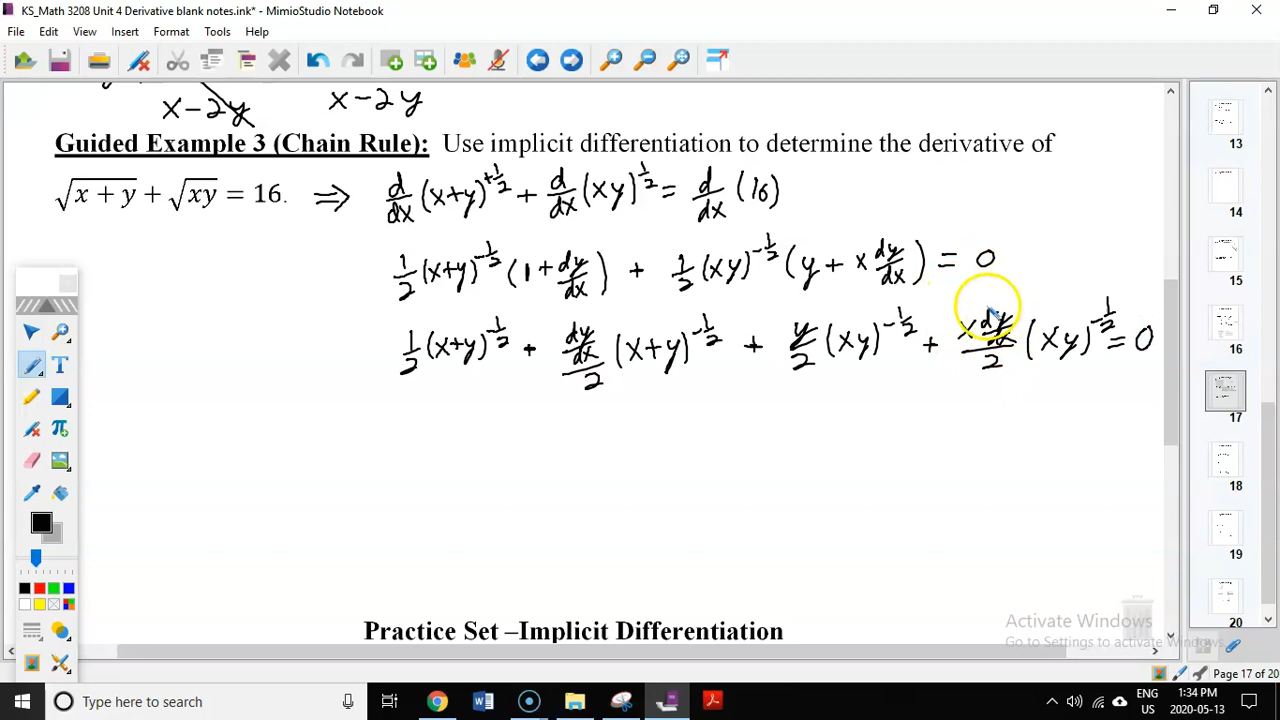 KS_Math 3208 Unit 4 Derivative blank notes.ink* - MimioStudio Notebook
File Edit View Insert Format Tools Help
x-2y x-2y
Guided Example 3 (Chain Rule): Use implicit differentiation to determine the derivative of
√(x + y) + √(xy) = 16. ⇒ d/dx (x+y)^(+1/2) + d/dx (xy)^(1/2) = d/dx (16)
1/2 (x+y)^(-1/2) (1 + dy/dx) + 1/2 (xy)^(-1/2) (y + x dy/dx) = 0
1/2 (x+y)^(-1/2) + (dy/dx)/2 (x+y)^(-1/2) + y/2 (xy)^(-1/2) + (x dy/dx)/2 (xy)^(-1/2) = 0
Practice Set –Implicit Differentiation
13
14
15
16
17
18
19
20
Activate Windows
Go to Settings to activate Windows
Page 17 of 20
Type here to search
ENG
1:34 PM
2020-05-13